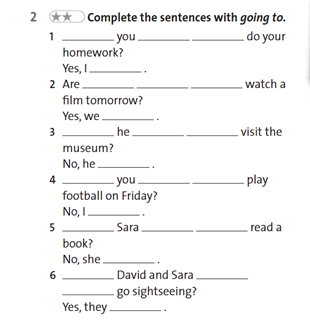 2 ★★ Complete the sentences with going to.
1 ________ you ________ ________ do your
homework?
Yes, I ________ .
2 Are ________ ________ ________ watch a
film tomorrow?
Yes, we ________ .
3 ________ he ________ ________ visit the
museum?
No, he ________ .
4 ________ you ________ ________ play
football on Friday?
No, I ________ .
5 ________ Sara ________ ________ read a
book?
No, she ________ .
6 ________ David and Sara ________
________ go sightseeing?
Yes, they ________ .